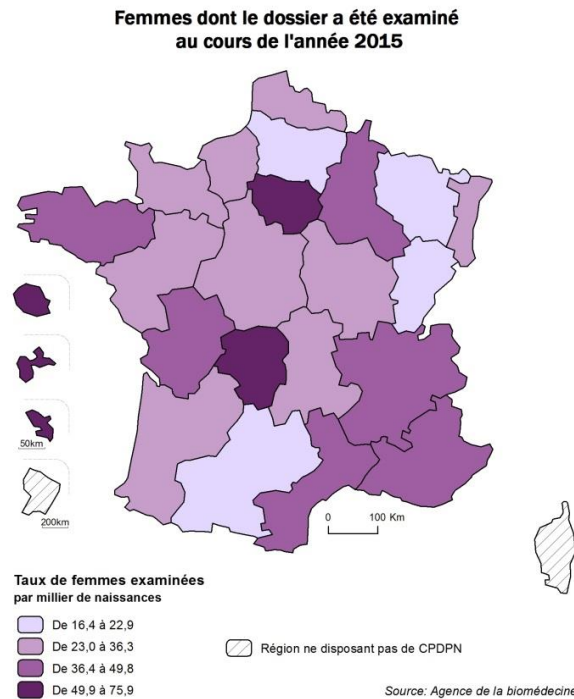 Femmes dont le dossier a été examiné
au cours de l'année 2015
50km
200km
0 100 Km
Taux de femmes examinées
par millier de naissances
De 16,4 à 22,9
De 23,0 à 36,3
De 36,4 à 49,8
De 49,9 à 75,9
Région ne disposant pas de CPDPN
Source: Agence de la biomédecine